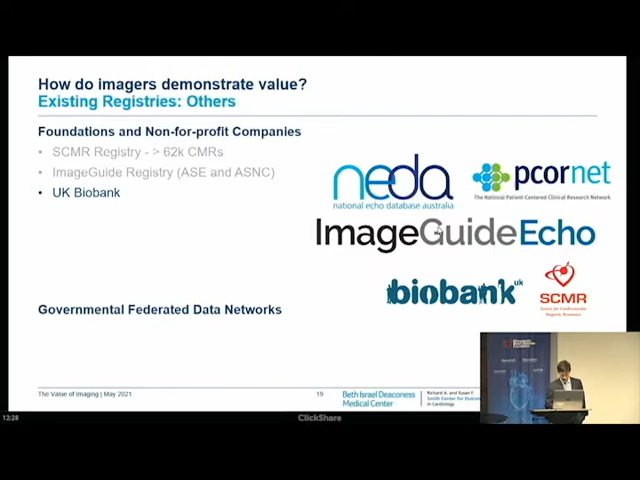 How do imagers demonstrate value?
Existing Registries: Others
Foundations and Non-for-profit Companies
• SCMR Registry - > 62k CMRs
• ImageGuide Registry (ASE and ASNC)
• UK Biobank
neda
national echo database australia
pcornet
The National Patient-Centered Clinical Research Network
ImageGuideEcho
biobank uk
SCMR
Society for Cardiovascular
Magnetic Resonance
Governmental Federated Data Networks
The Value of Imaging | May 2021
19
Beth Israel Deaconess
Medical Center
Richard A. and Susan F.
Smith Center for
in Cardiology
12:28
ClickShare